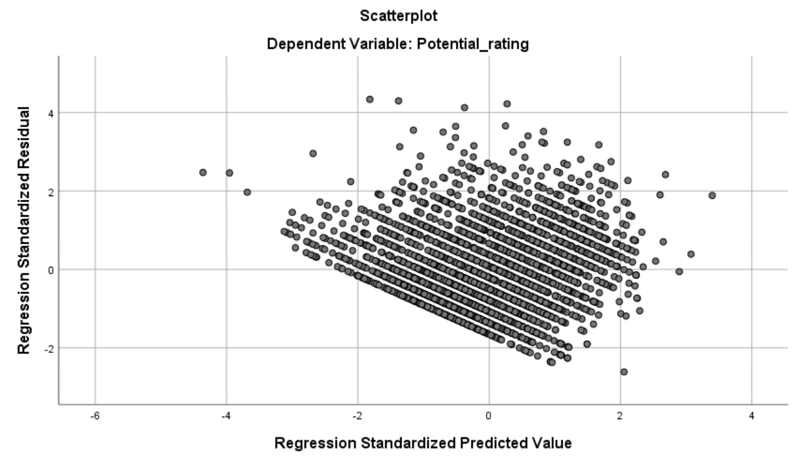 Scatterplot
Dependent Variable: Potential_rating
Regression Standardized Residual
4
2
0
-2
-6
-4
-2
0
2
4
Regression Standardized Predicted Value